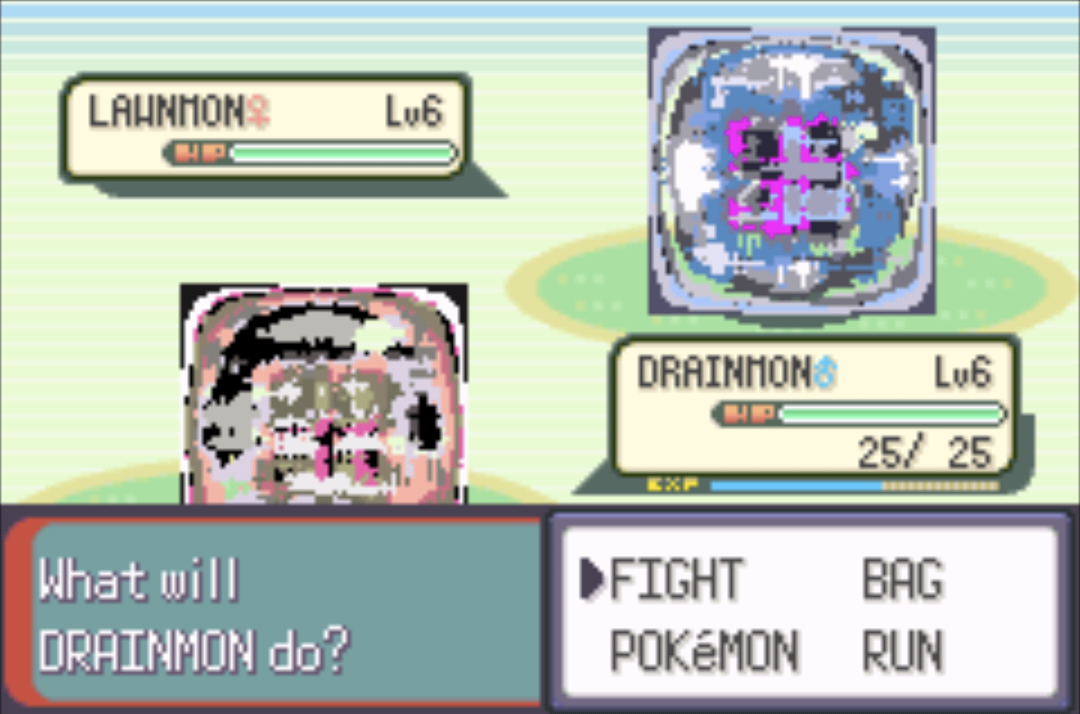 LAWNMON♀ Lv6
HP
DRAINMON♂ Lv6
HP
25/ 25
EXP
What will
DRAINMON do?
FIGHT BAG
POKéMON RUN